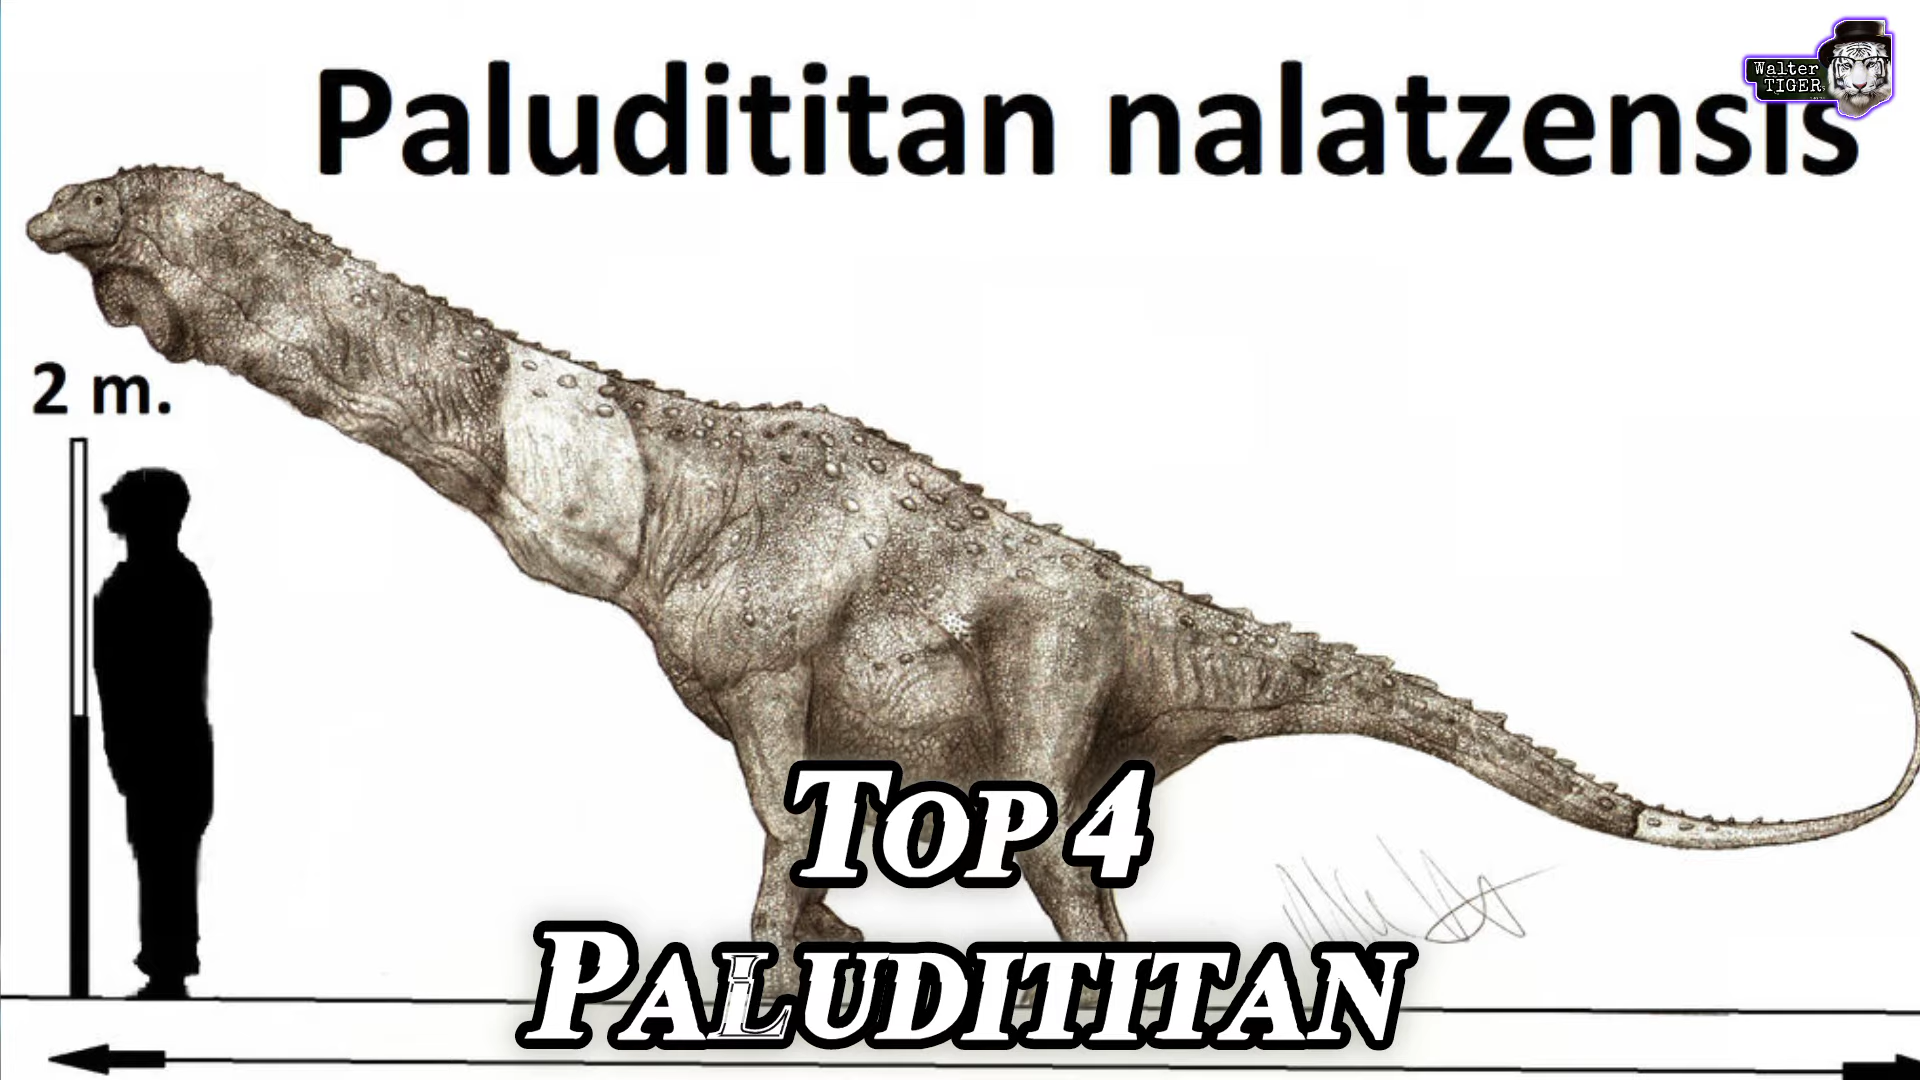 Paludititan nalatzensis
Walter
TIGER
2 m.
TOP 4
PALUDITITAN